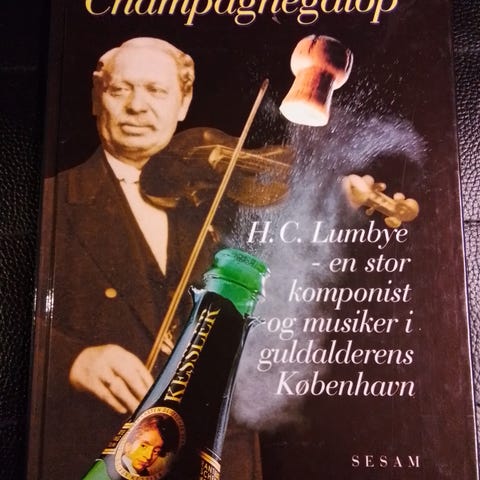 Champagnegalop
H. C. Lumbye
- en stor
komponist
og musiker i
guldalderens
København
KESSLER
SESAM